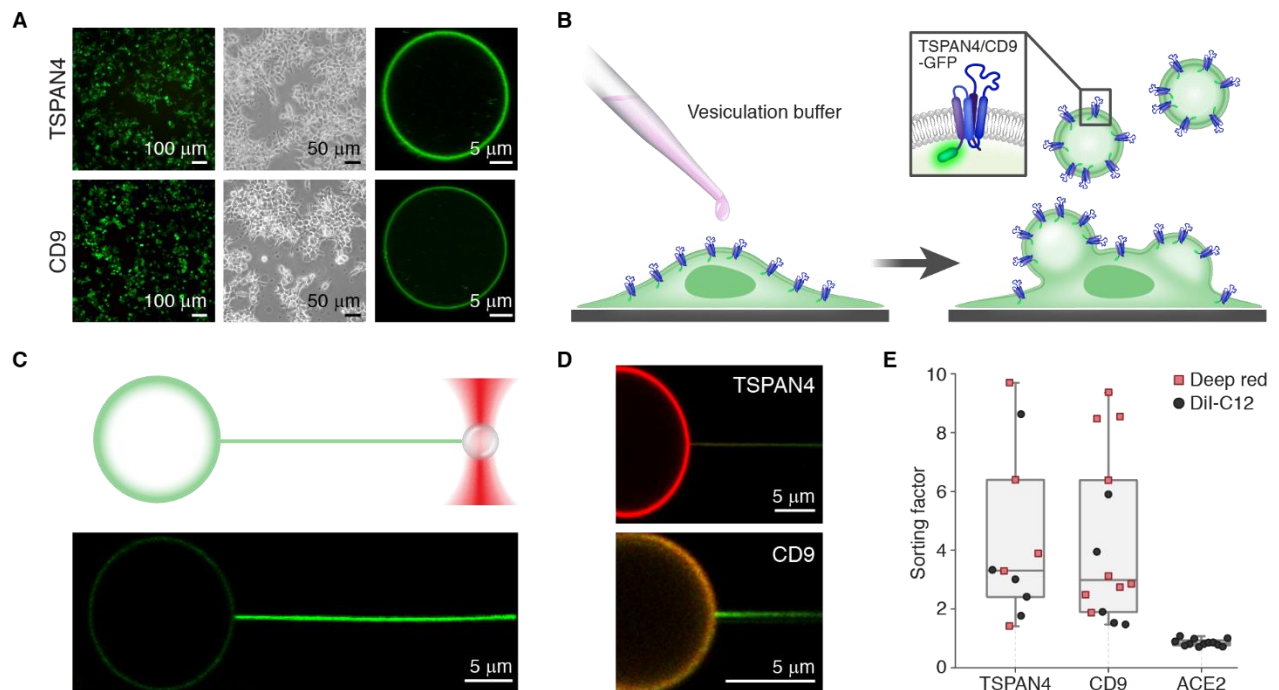 A
TSPAN4
100 μm
50 μm
5 μm
CD9
100 μm
50 μm
5 μm
B
Vesiculation buffer
TSPAN4/CD9
-GFP
C
5 μm
D
TSPAN4
5 μm
CD9
5 μm
E
Sorting factor
10
8
6
4
2
0
Deep red
Dil-C12
TSPAN4
CD9
ACE2